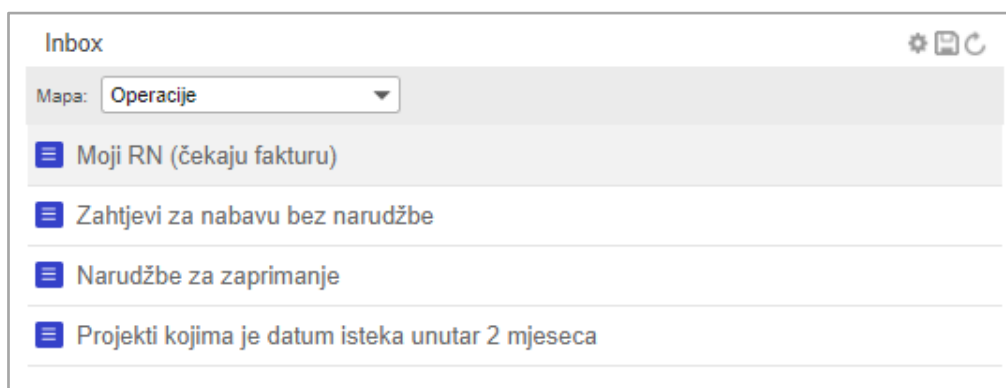 Inbox
Mapa: Operacije
Moji RN (čekaju fakturu)
Zahtjevi za nabavu bez narudžbe
Narudžbe za zaprimanje
Projekti kojima je datum isteka unutar 2 mjeseca